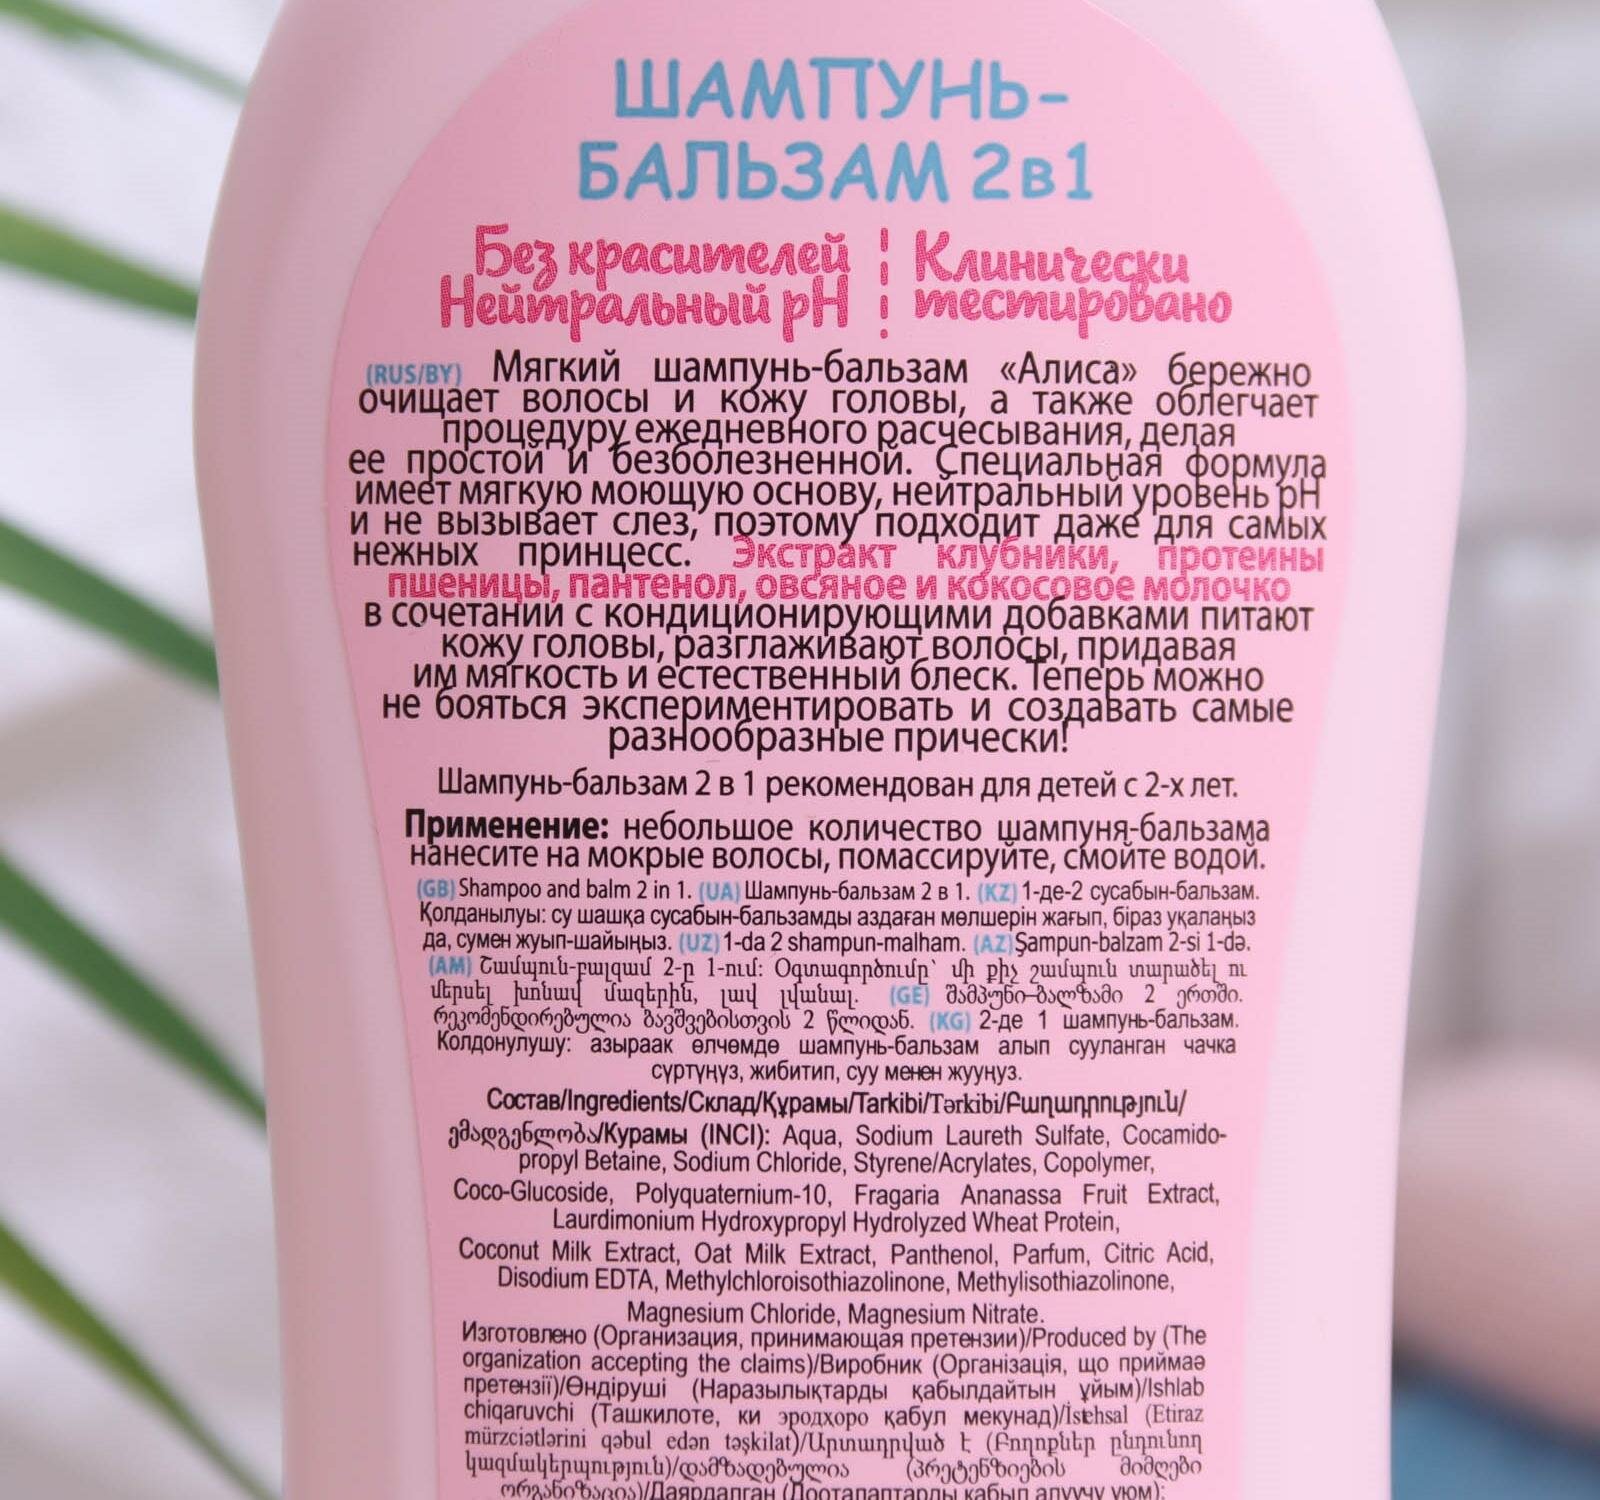 ШАМПУНЬ-
БАЛЬЗАМ 2в1
Без красителей
Нейтральный pH
Клинически
тестировано
(RUS/BY) Мягкий шампунь-бальзам «Алиса» бережно
очищает волосы и кожу головы, а также облегчает
процедуру ежедневного расчесывания, делая
ее простой и безболезненной. Специальная формула
имеет мягкую моющую основу, нейтральный уровень pH
и не вызывает слез, поэтому подходит даже для самых
нежных принцесс. Экстракт клубники, протеины
пшеницы, пантенол, овсяное и кокосовое молочко
в сочетании с кондиционирующими добавками питают
кожу головы, разглаживают волосы, придавая
им мягкость и естественный блеск. Теперь можно
не бояться экспериментировать и создавать самые
разнообразные прически!
Шампунь-бальзам 2 в 1 рекомендован для детей с 2-х лет.
Применение: небольшое количество шампуня-бальзама
нанесите на мокрые волосы, помассируйте, смойте водой.
(GB) Shampoo and balm 2 in 1. (UA) Шампунь-бальзам 2 в 1. (KZ) 1-де-2 сусабын-бальзам.
Қолданылуы: су шашқа сусабын-бальзамды аздаған мөлшерін жағып, біраз уқалаңыз
да, сумен жуып-шайыңыз. (UZ) 1-da 2 shampun-malham. (AZ) Şampun-balzam 2-si 1-də.
(AM) Շամպուն-բալզամ 2-ը 1-ում: Օգտագործումը՝ մի քիչ շամպուն տարածել ու
մերսել խոնավ մազերին, լավ լվանալ. (GE) შამპუნი-ბალზამი 2 ერთში.
რეკომენდირებულია ბავშვებისთვის 2 წლიდან. (KG) 2-де 1 шампунь-бальзам.
Колдонулушу: азыраак өлчөмдө шампунь-бальзам алып сууланган чачка
сүртүңүз, жибитип, суу менен жууңуз.
Состав/Ingredients/Склад/Құрамы/Tarkibi/Tərkibi/Բաղադրությունն/
ემადგენლობა/Курамы (INCI): Aqua, Sodium Laureth Sulfate, Cocamido-
propyl Betaine, Sodium Chloride, Styrene/Acrylates, Copolymer,
Coco-Glucoside, Polyquaternium-10, Fragaria Ananassa Fruit Extract,
Laurdimonium Hydroxypropyl Hydrolyzed Wheat Protein,
Coconut Milk Extract, Oat Milk Extract, Panthenol, Parfum, Citric Acid,
Disodium EDTA, Methylchloroisothiazolinone, Methylisothiazolinone,
Magnesium Chloride, Magnesium Nitrate.
Изготовлено (Организация, принимающая претензии)/Produced by (The
organization accepting the claims)/Виробник (Організація, що приймає
претензії)/Өндіруші (Наразылықтарды қабылдайтын ұйым)/Ishlab
chiqaruvchi (Ташкилоте, ки эродхоро қабул мекунад)/İstehsal (Etiraz
mürzciətlərini qəbul edən təşkilat)/Արտադրված է (Բողոքներ ընդունող
կազմակերպություն)/დამზადებულია (პრეტენზიების მიმღები
ორგანიზაცია)/Даярдалган (Дооталаптарды кабыл алуучу уюм):